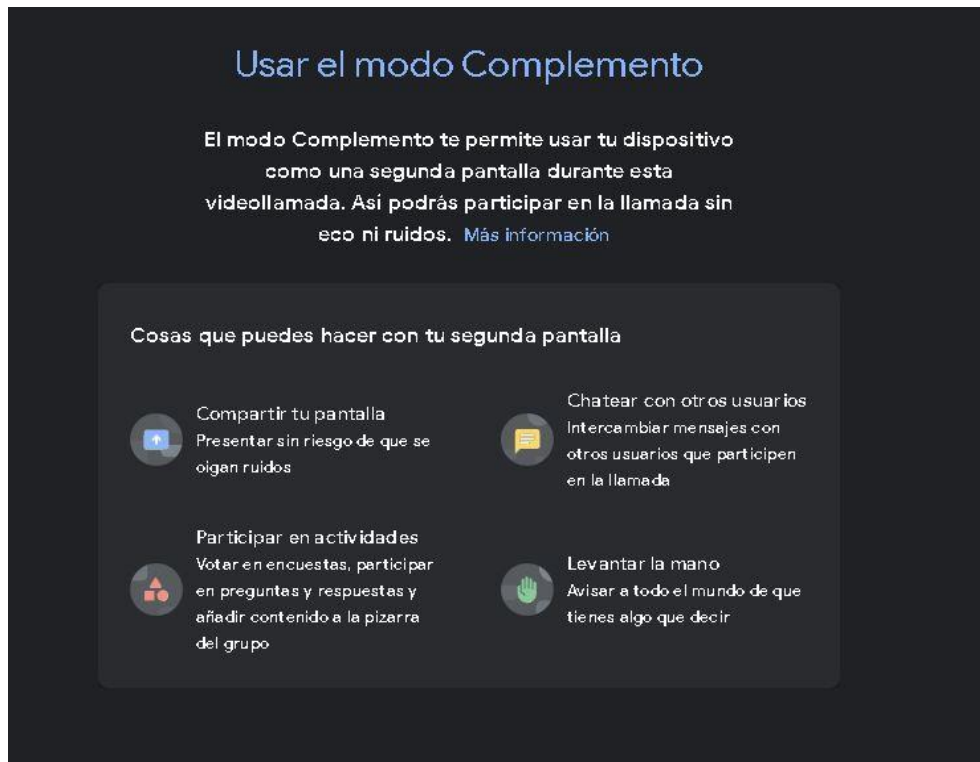 Usar el modo Complemento
El modo Complemento te permite usar tu dispositivo
como una segunda pantalla durante esta
videollamada. Así podrás participar en la llamada sin
eco ni ruidos. Más información
Cosas que puedes hacer con tu segunda pantalla
Compartir tu pantalla
Presentar sin riesgo de que se
oigan ruidos
Chatear con otros usuarios
Intercambiar mensajes con
otros usuarios que participen
en la llamada
Participar en actividades
Votar en encuestas, participar
en preguntas y respuestas y
añadir contenido a la pizarra
del grupo
Levantar la mano
Avisar a todo el mundo de que
tienes algo que decir